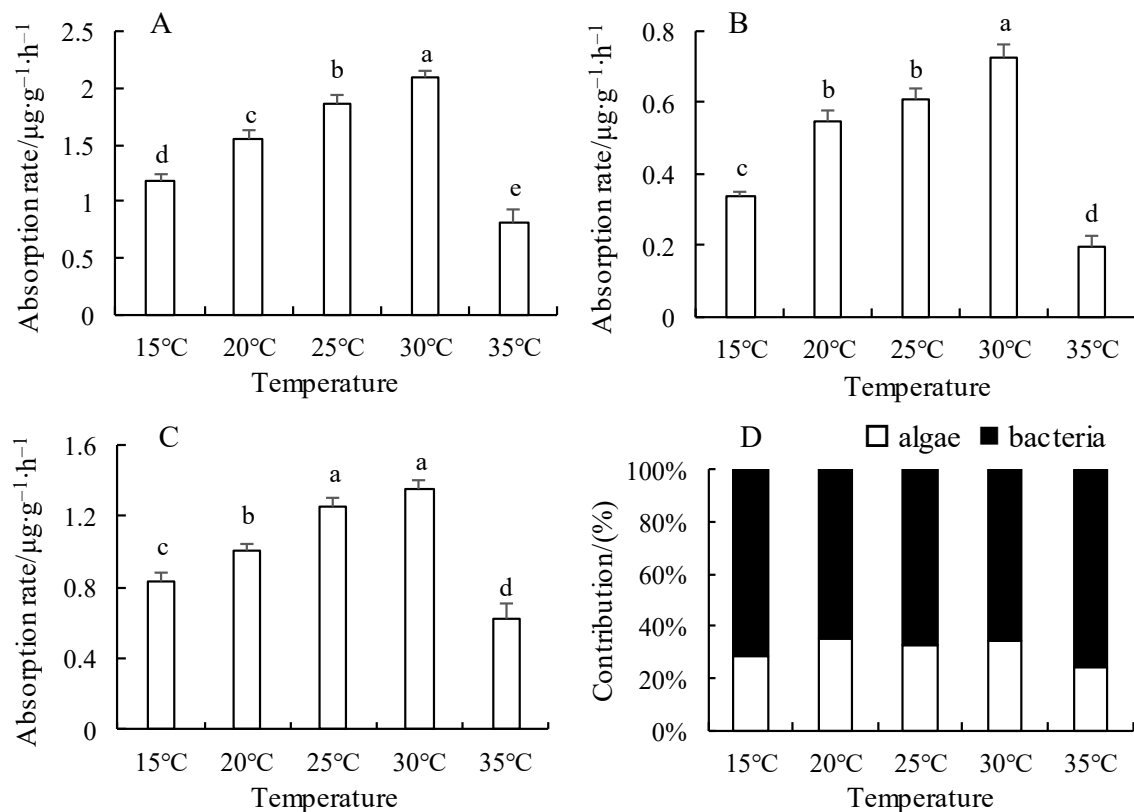 A
Absorption rate/μg·g⁻¹·h⁻¹
2.5
2
1.5
1
0.5
0
d
c
b
a
e
15°C 20°C 25°C 30°C 35°C
Temperature
B
Absorption rate/μg·g⁻¹·h⁻¹
0.8
0.6
0.4
0.2
0
c
b
b
a
d
15°C 20°C 25°C 30°C 35°C
Temperature
C
Absorption rate/μg·g⁻¹·h⁻¹
1.6
1.2
0.8
0.4
0
c
b
a
a
d
15°C 20°C 25°C 30°C 35°C
Temperature
D
algae bacteria
Contribution/(%)
100%
80%
60%
40%
20%
0%
15°C 20°C 25°C 30°C 35°C
Temperature